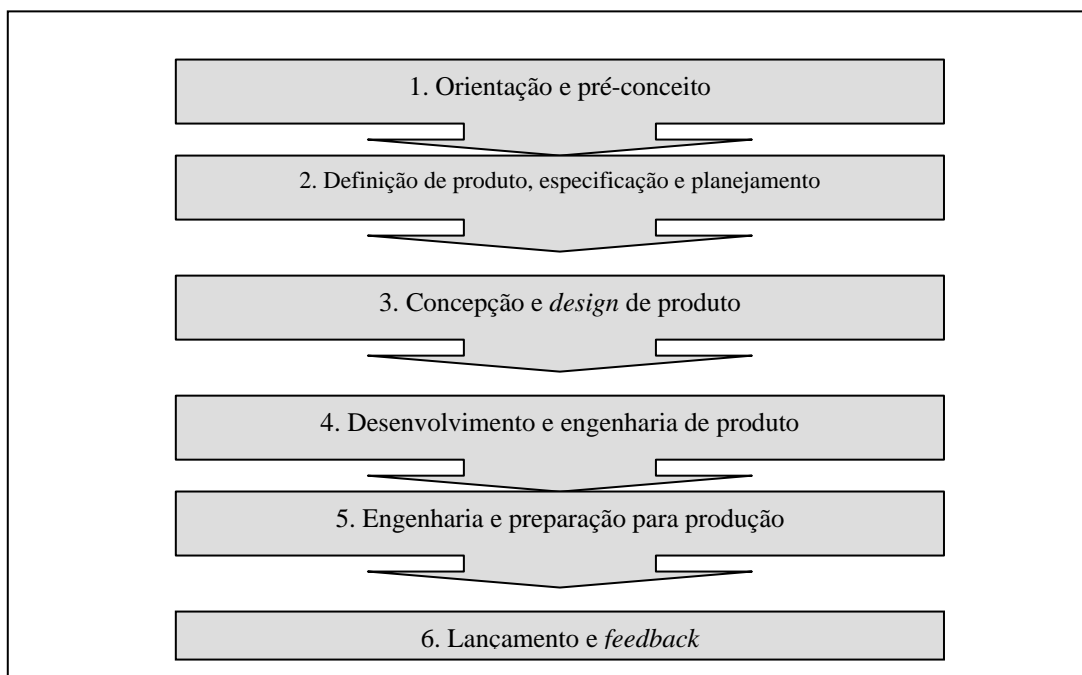 1. Orientação e pré-conceito
2. Definição de produto, especificação e planejamento
3. Concepção e design de produto
4. Desenvolvimento e engenharia de produto
5. Engenharia e preparação para produção
6. Lançamento e feedback